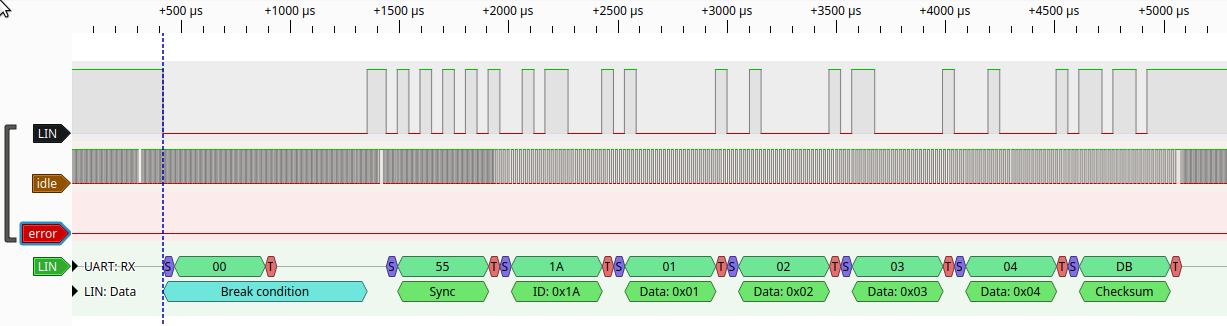 +500 µs +1000 µs +1500 µs +2000 µs +2500 µs +3000 µs +3500 µs +4000 µs +4500 µs +5000 µs
LIN
idle
error
LIN UART: RX S 00 T S 55 T S 1A T S 01 T S 02 T S 03 T S 04 T S DB T
LIN: Data Break condition Sync ID: 0x1A Data: 0x01 Data: 0x02 Data: 0x03 Data: 0x04 Checksum